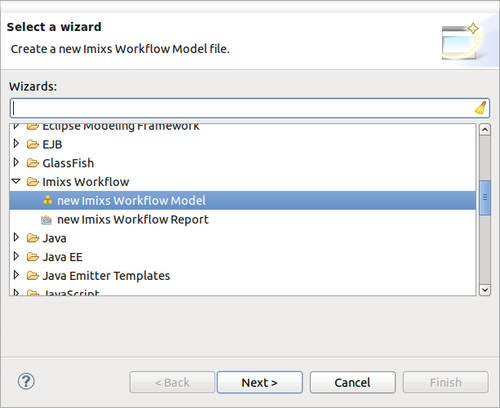 Select a wizard
Create a new Imixs Workflow Model file.
Wizards:
Eclipse Modeling Framework
EJB
GlassFish
Imixs Workflow
new Imixs Workflow Model
new Imixs Workflow Report
Java
Java EE
Java Emitter Templates
JavaScript
?
< Back
Next >
Cancel
Finish